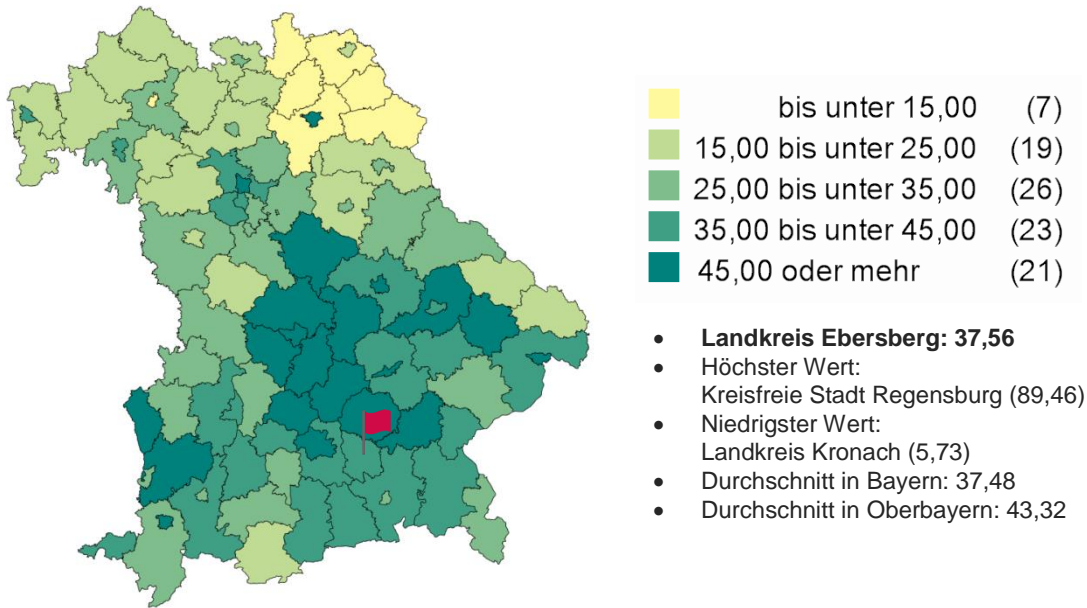 bis unter 15,00 (7)
15,00 bis unter 25,00 (19)
25,00 bis unter 35,00 (26)
35,00 bis unter 45,00 (23)
45,00 oder mehr (21)
• Landkreis Ebersberg: 37,56
• Höchster Wert:
Kreisfreie Stadt Regensburg (89,46)
• Niedrigster Wert:
Landkreis Kronach (5,73)
• Durchschnitt in Bayern: 37,48
• Durchschnitt in Oberbayern: 43,32